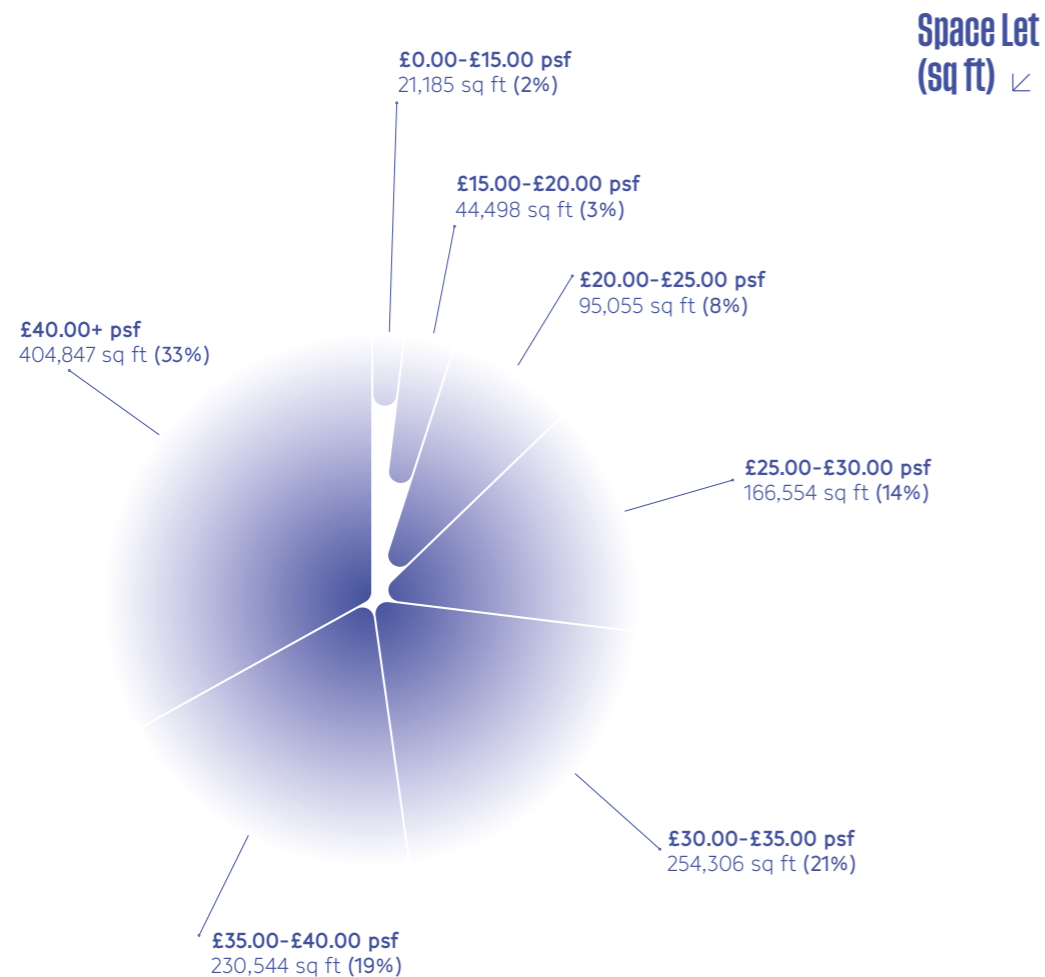 Space Let
(sq ft)
£0.00-£15.00 psf
21,185 sq ft (2%)
£15.00-£20.00 psf
44,498 sq ft (3%)
£20.00-£25.00 psf
95,055 sq ft (8%)
£40.00+ psf
404,847 sq ft (33%)
£25.00-£30.00 psf
166,554 sq ft (14%)
£30.00-£35.00 psf
254,306 sq ft (21%)
£35.00-£40.00 psf
230,544 sq ft (19%)